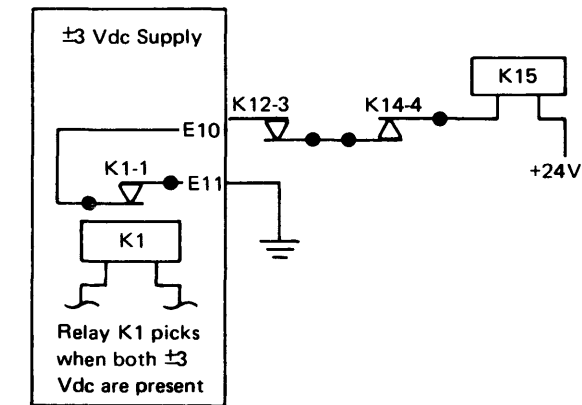 ±3 Vdc Supply
K15
K12-3
K14-4
E10
K1-1
E11
+24V
K1
Relay K1 picks
when both ±3
Vdc are present